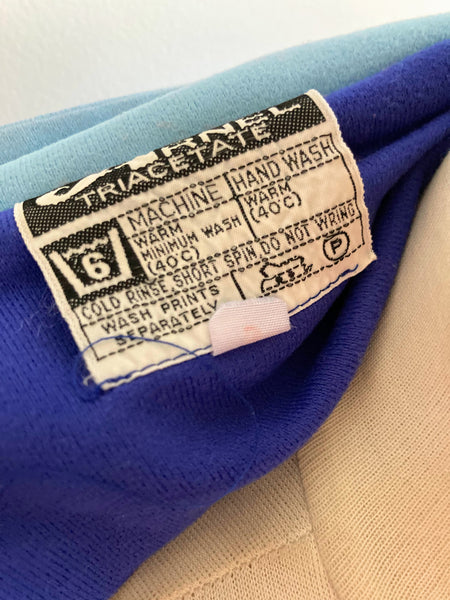 TRIACETATE
6
MACHINE
WARM
MINIMUM WASH
(40°C)
HAND WASH
WARM
(40°C)
COLD RINSE. SHORT SPIN. DO NOT WRING
WASH PRINTS
SEPARATELY
P